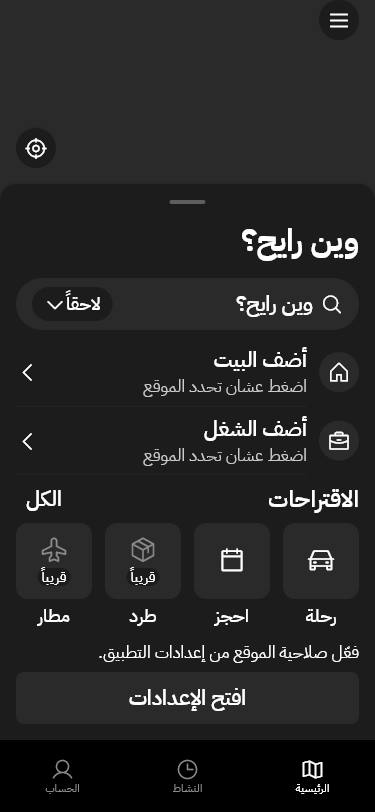 وين رايح؟
وين رايح؟ لاحقاً
أضف البيت
اضغط عشان تحدد الموقع
أضف الشغل
اضغط عشان تحدد الموقع
الاقتراحات الكل
قريباً قريباً
رحلة احجز طرد مطار
فعّل صلاحية الموقع من إعدادات التطبيق.
افتح الإعدادات
الرئيسية النشاط الحساب